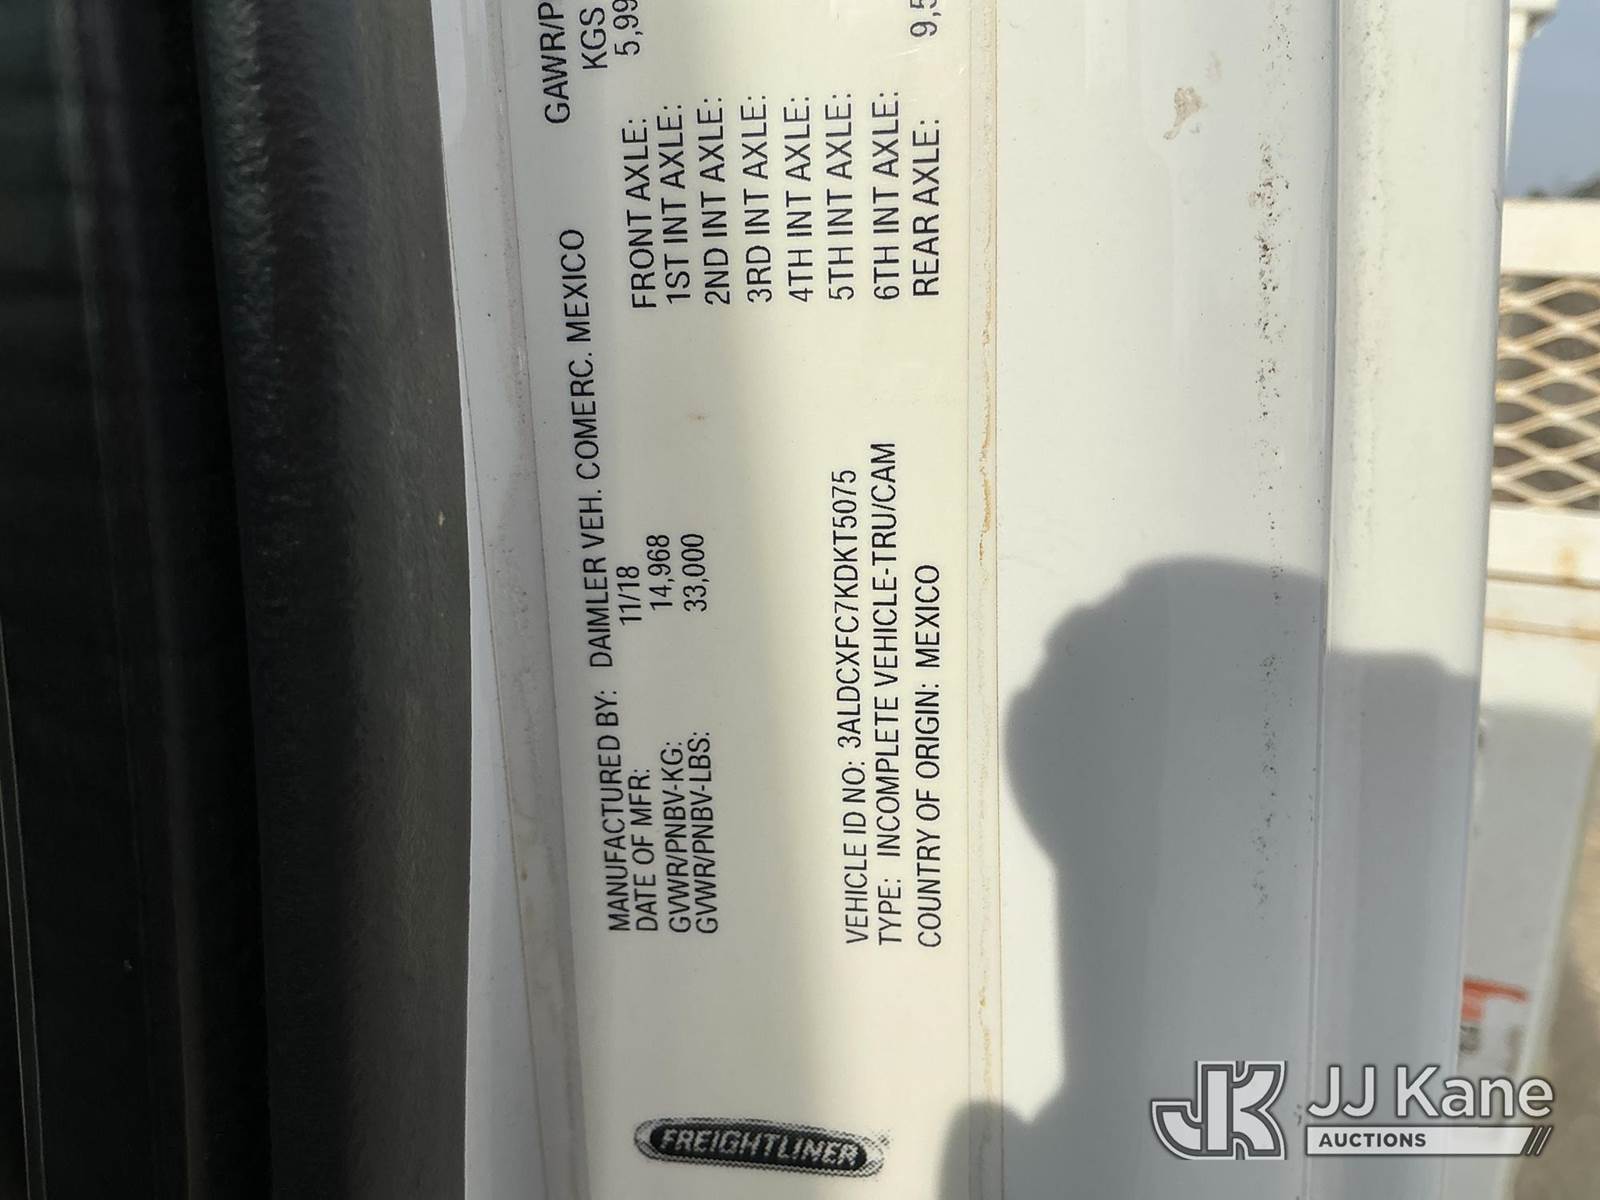 MANUFACTURED BY: DAIMLER VEH. COMERC. MEXICO GAWR/P
DATE OF MFR: 11/18 KGS
GVWR/PNBV-KG: 14,968 FRONT AXLE: 5,99
GVWR/PNBV-LBS: 33,000 1ST INT AXLE:
2ND INT AXLE:
3RD INT AXLE:
4TH INT AXLE:
5TH INT AXLE:
VEHICLE ID NO: 3ALDCXFC7KDKT5075 6TH INT AXLE:
TYPE: INCOMPLETE VEHICLE-TRU/CAM REAR AXLE: 9,5
COUNTRY OF ORIGIN: MEXICO
FREIGHTLINER
JK JJ Kane
AUCTIONS